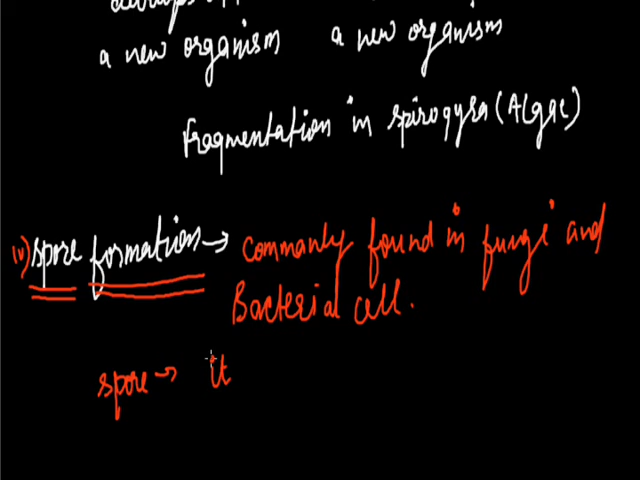 a new organism a new organism
fragmentation in spirogyra (Algae)
iv) spore formation → commanly found in fungi and
Bacterial cell.
spore → it